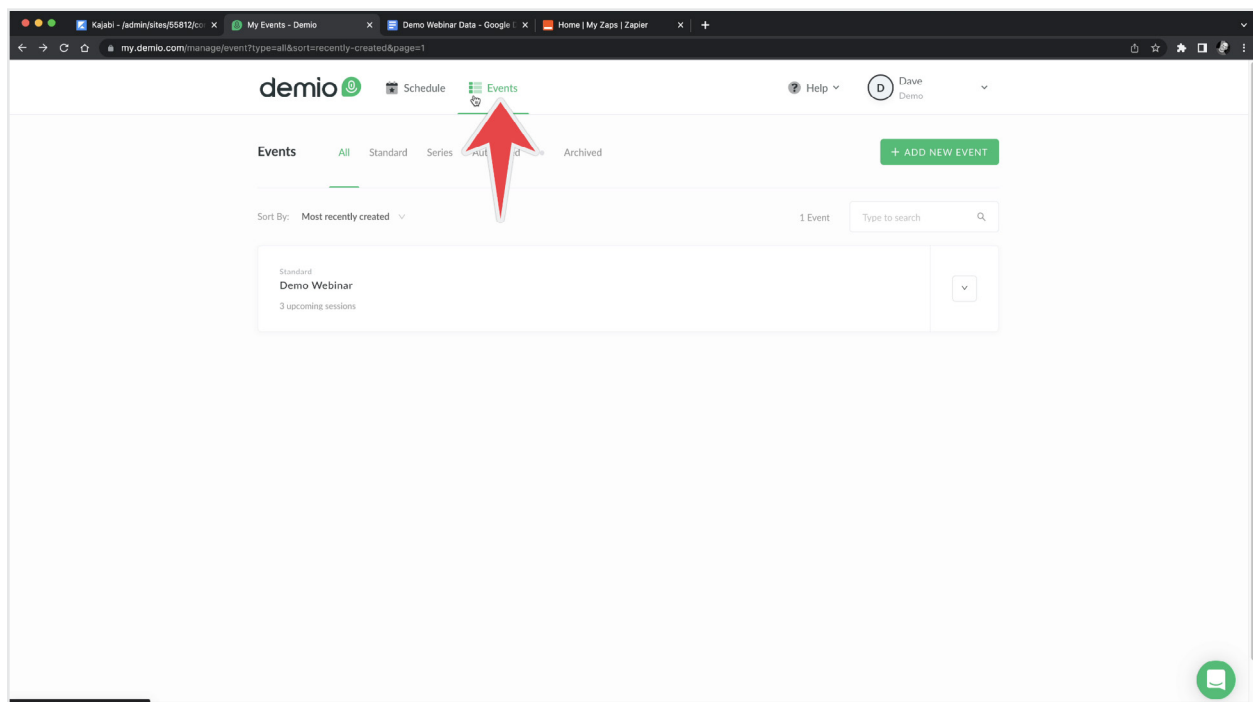 Kajabi - /admin/sites/55812/co
My Events - Demio
Demo Webinar Data - Google
Home | My Zaps | Zapier
my.demio.com/manage/event?type=all&sort=recently-created&page=1
demio
Schedule
Events
? Help
D
Dave
Demo
Events
All
Standard
Series
Archived
+ ADD NEW EVENT
Sort By: Most recently created
1 Event
Type to search
Standard
Demo Webinar
3 upcoming sessions